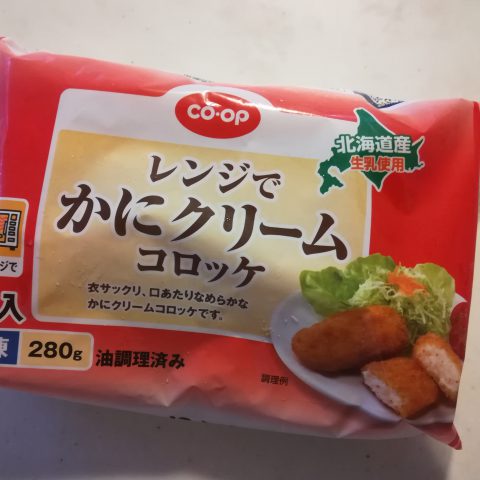 co・op
北海道産
生乳使用
レンジで
かにクリーム
コロッケ
衣サックリ、口あたりなめらかな
かにクリームコロッケです。
ジで
入
凍
280g
油調理済み
調理例